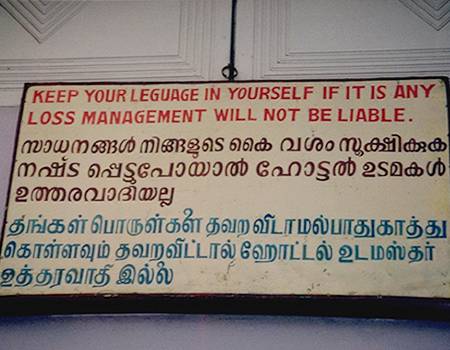 KEEP YOUR LEGUAGE IN YOURSELF IF IT IS ANY
LOSS MANAGEMENT WILL NOT BE LIABLE.
സാധനങ്ങൾ നിങ്ങളുടെ കൈ വശം സൂക്ഷിക്കുക
നഷ്ട പ്പെട്ടുപോയാൽ ഹോട്ടൽ ഉടമകൾ
ഉത്തരവാദിയല്ല
தங்கள் பொருள்கள் தவற விடாமல்பாதுகாத்து
கொள்ளவும் தவறவிட்டால் ஹோட்டல் உடமஸ்தர்
உத்தரவாதி இல்லை